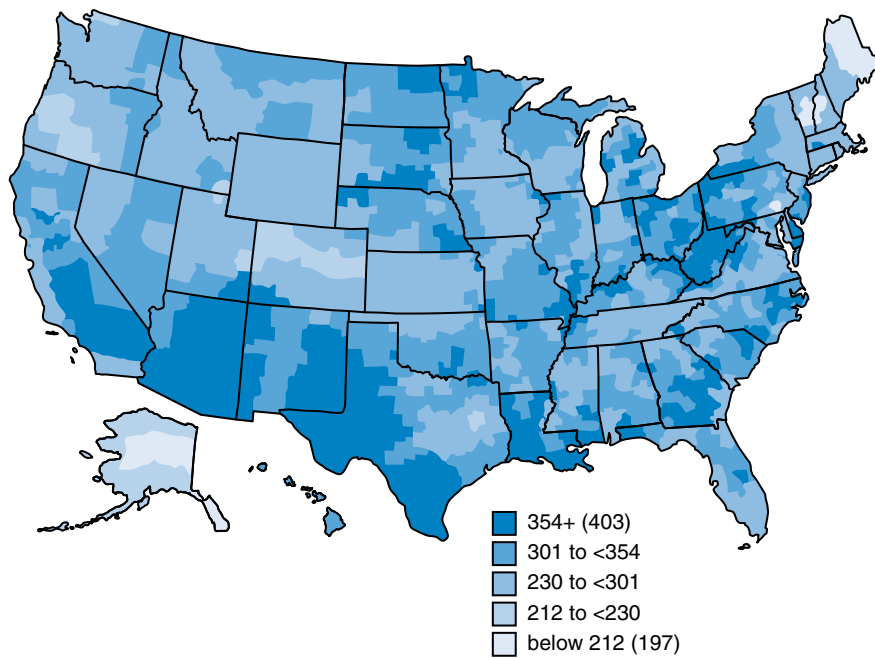 354+ (403)
301 to <354
230 to <301
212 to <230
below 212 (197)